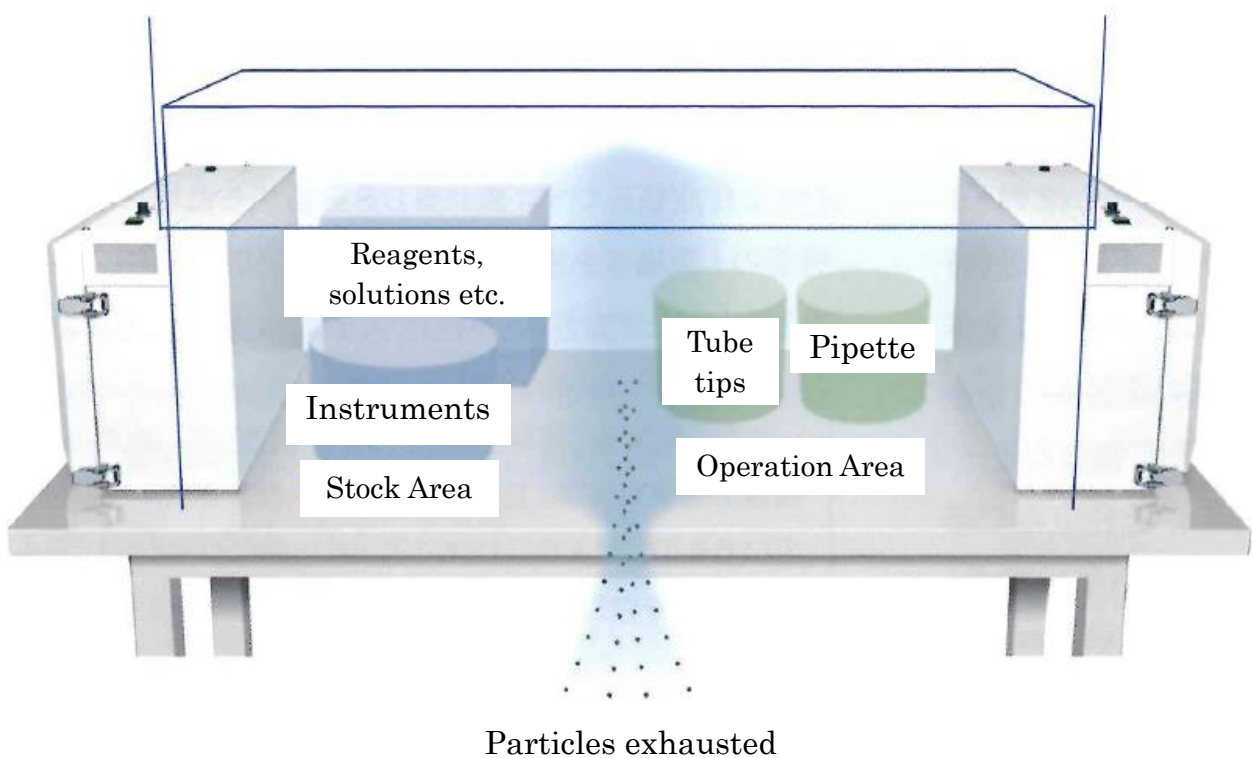 Reagents,
solutions etc.
Instruments
Stock Area
Tube
tips
Pipette
Operation Area
Particles exhausted